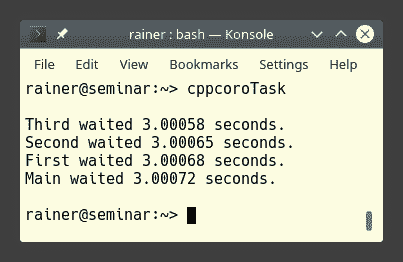 rainer : bash — Konsole
File Edit View Bookmarks Settings Help
rainer@seminar:~> cppcoroTask
Third waited 3.00058 seconds.
Second waited 3.00065 seconds.
First waited 3.00068 seconds.
Main waited 3.00072 seconds.
rainer@seminar:~>